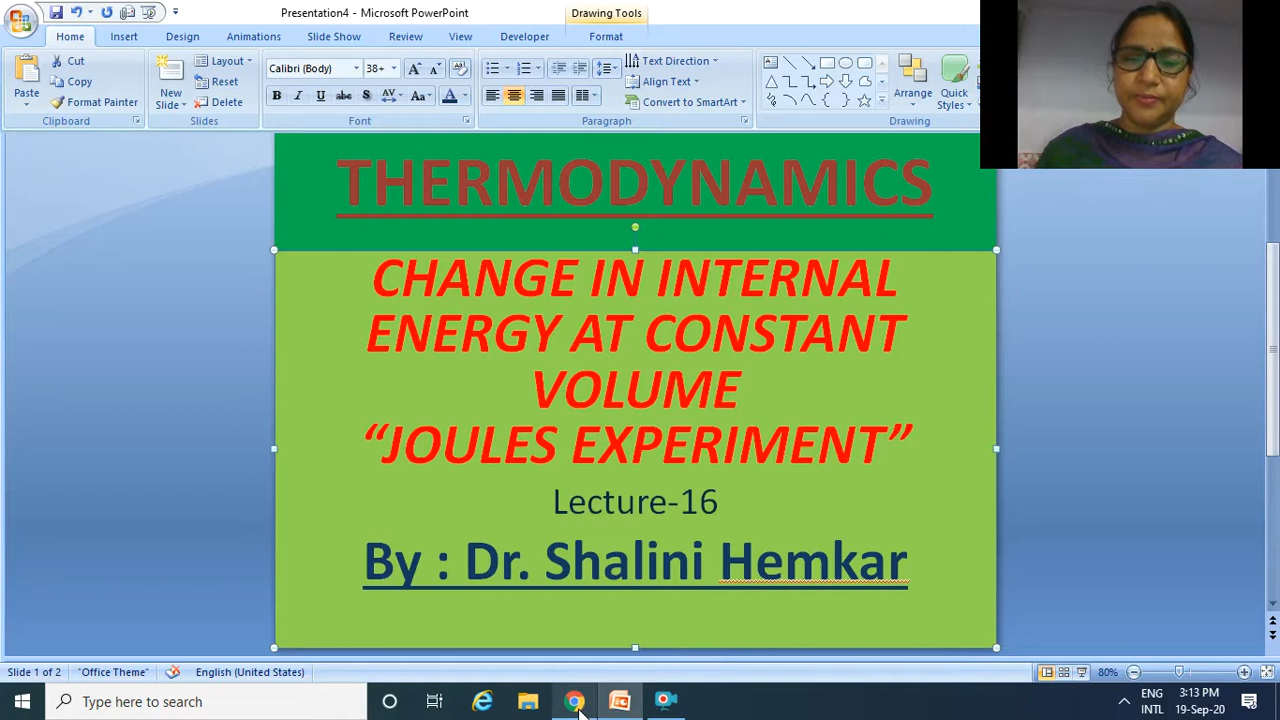 Presentation4 - Microsoft PowerPoint
Drawing Tools
Home
Insert
Design
Animations
Slide Show
Review
View
Developer
Format
Paste
Cut
Copy
Format Painter
Clipboard
New Slide
Layout
Reset
Delete
Slides
Calibri (Body)
38+
B I U abc S AV Aa A
Font
Text Direction
Align Text
Convert to SmartArt
Paragraph
Arrange
Quick Styles
Drawing
THERMODYNAMICS
CHANGE IN INTERNAL
ENERGY AT CONSTANT
VOLUME
“JOULES EXPERIMENT”
Lecture-16
By : Dr. Shalini Hemkar
Slide 1 of 2
"Office Theme"
English (United States)
80%
Type here to search
ENG
INTL
3:13 PM
19-Sep-20